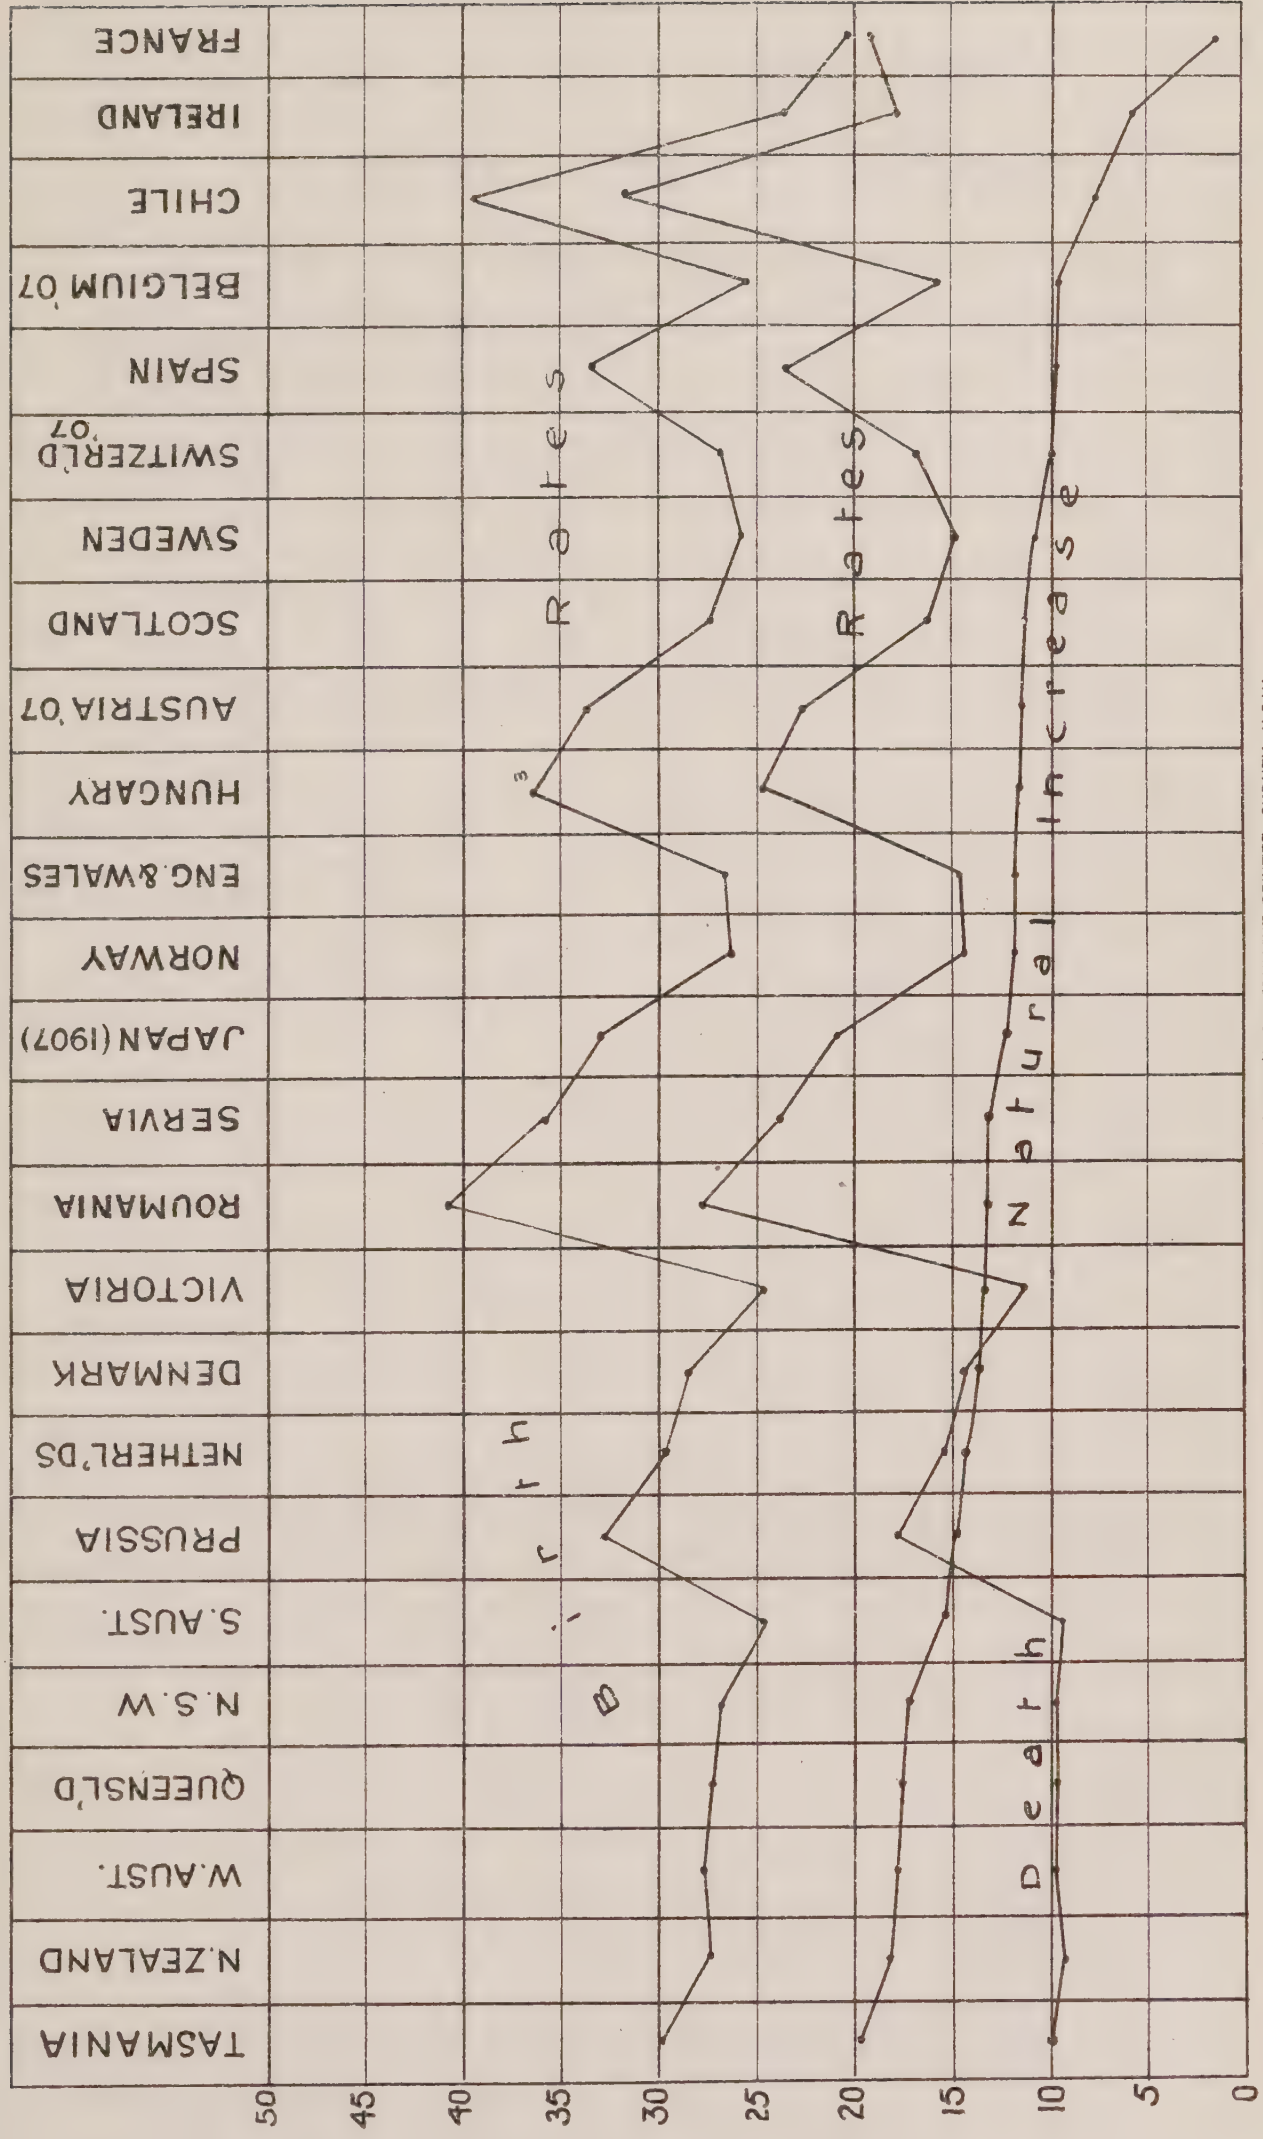 TASMANIA
N.ZEALAND
W.AUST.
QUEENSL'D
N.S.W
S.AUST.
PRUSSIA
NETHERL'DS
DENMARK
VICTORIA
ROUMANIA
SERVIA
JAPAN (1907)
NORWAY
ENG.&WALES
HUNGARY
AUSTRIA '07
SCOTLAND
SWEDEN
SWITZERL'D '07
SPAIN
BELGIUM '07
CHILE
IRELAND
FRANCE
50
45
40
35
30
25
20
15
10
5
0
3
Birth Rates
Death Rates
Natural Increase